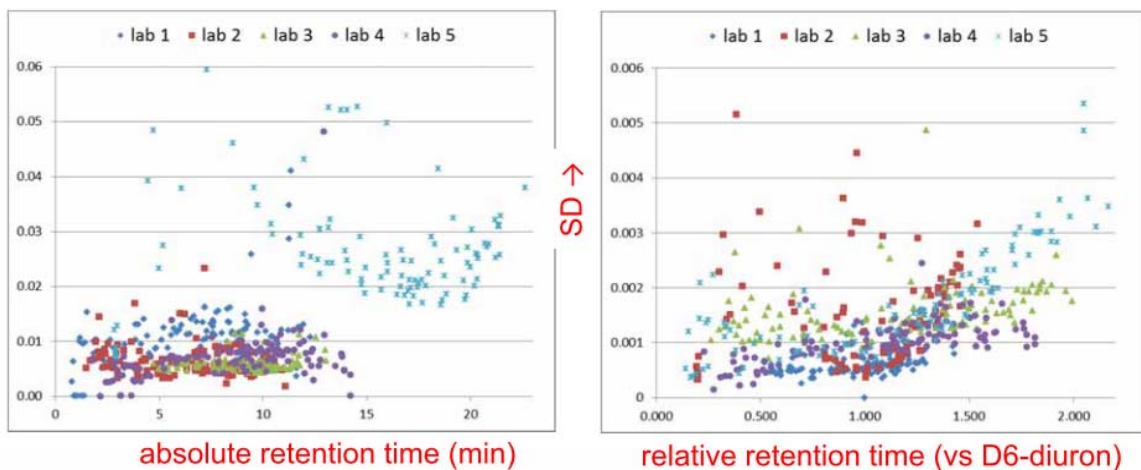 lab 1 lab 2 lab 3 lab 4 lab 5
0.06
0.05
0.04
0.03
0.02
0.01
0.00
0 5 10 15 20
absolute retention time (min)
SD →
lab 1 lab 2 lab 3 lab 4 lab 5
0.006
0.005
0.004
0.003
0.002
0.001
0
0.000 0.500 1.000 1.500 2.000
relative retention time (vs D6-diuron)